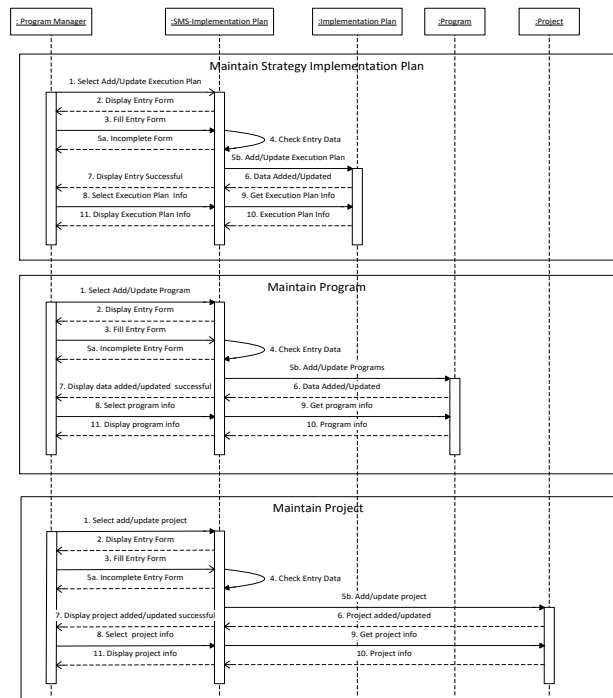 : Program Manager
:SMS-Implementation Plan
:Implementation Plan
:Program
:Project
Maintain Strategy Implementation Plan
1. Select Add/Update Execution Plan
2. Display Entry Form
3. Fill Entry Form
5a. Incomplete Form
4. Check Entry Data
5b. Add/Update Execution Plan
7. Display Entry Successful
6. Data Added/Updated
8. Select Execution Plan Info
9. Get Execution Plan Info
11. Display Execution Plan Info
10. Execution Plan Info
Maintain Program
1. Select Add/Update Program
2. Display Entry Form
3. Fill Entry Form
5a. Incomplete Entry Form
4. Check Entry Data
5b. Add/Update Programs
7. Display data added/updated successful
6. Data Added/Updated
8. Select program info
9. Get program info
11. Display program info
10. Program info
Maintain Project
1. Select add/update project
2. Display Entry Form
3. Fill Entry Form
5a. Incomplete Entry Form
4. Check Entry Data
5b. Add/update project
7. Display project added/updated successful
6. Project added/updated
8. Select project info
9. Get project info
11. Display project info
10. Project info